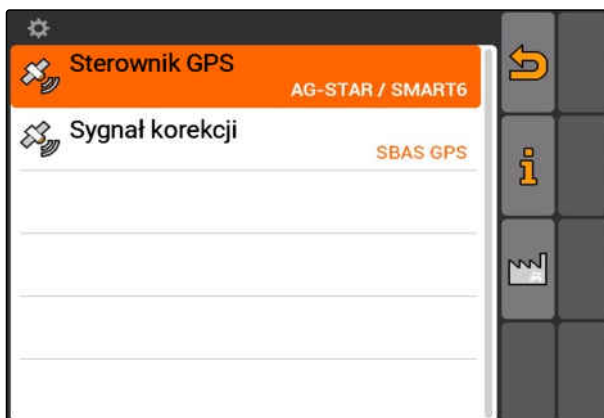 Sterownik GPS
AG-STAR / SMART6
Sygnał korekcji
SBAS GPS